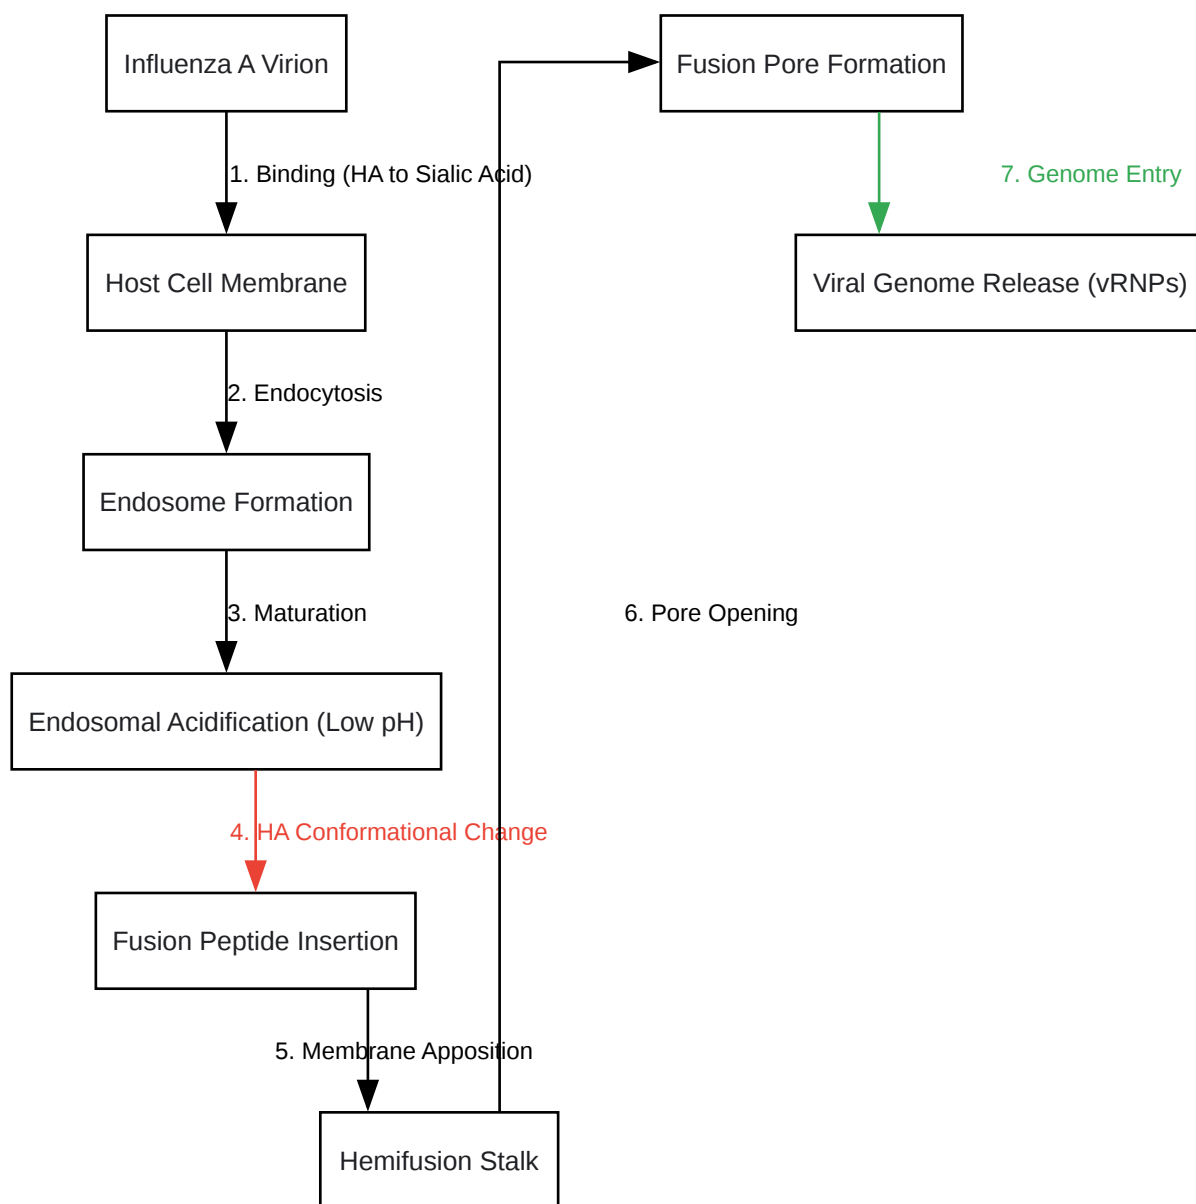 Influenza A Virion
1. Binding (HA to Sialic Acid)
Host Cell Membrane
2. Endocytosis
Endosome Formation
3. Maturation
Endosomal Acidification (Low pH)
4. HA Conformational Change
Fusion Peptide Insertion
5. Membrane Apposition
Hemifusion Stalk
6. Pore Opening
Fusion Pore Formation
7. Genome Entry
Viral Genome Release (vRNPs)